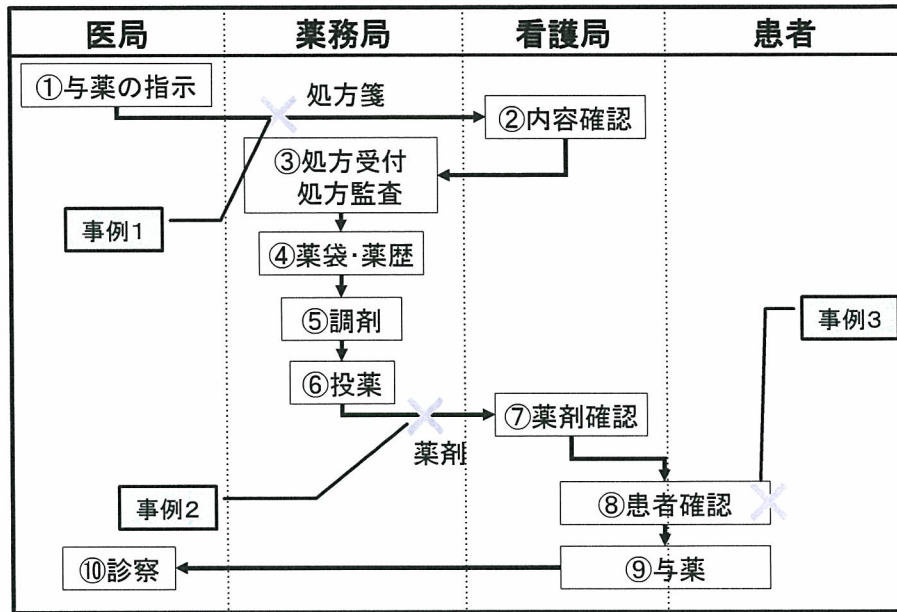 医局 薬務局 看護局 患者
①与薬の指示
処方箋
②内容確認
③処方受付
処方監査
事例1
④薬袋・薬歴
⑤調剤
事例3
⑥投薬
⑦薬剤確認
薬剤
事例2
⑧患者確認
⑩診察
⑨与薬